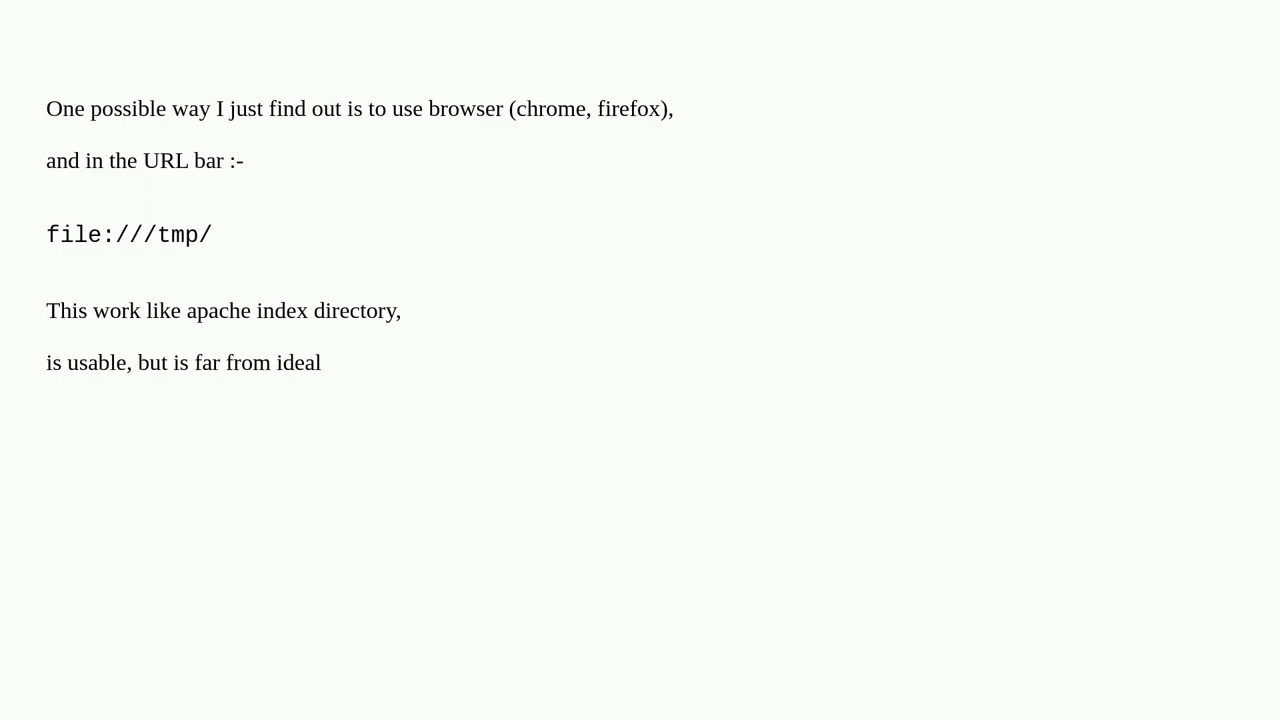 One possible way I just find out is to use browser (chrome, firefox),
and in the URL bar :-
file:///tmp/
This work like apache index directory,
is usable, but is far from ideal